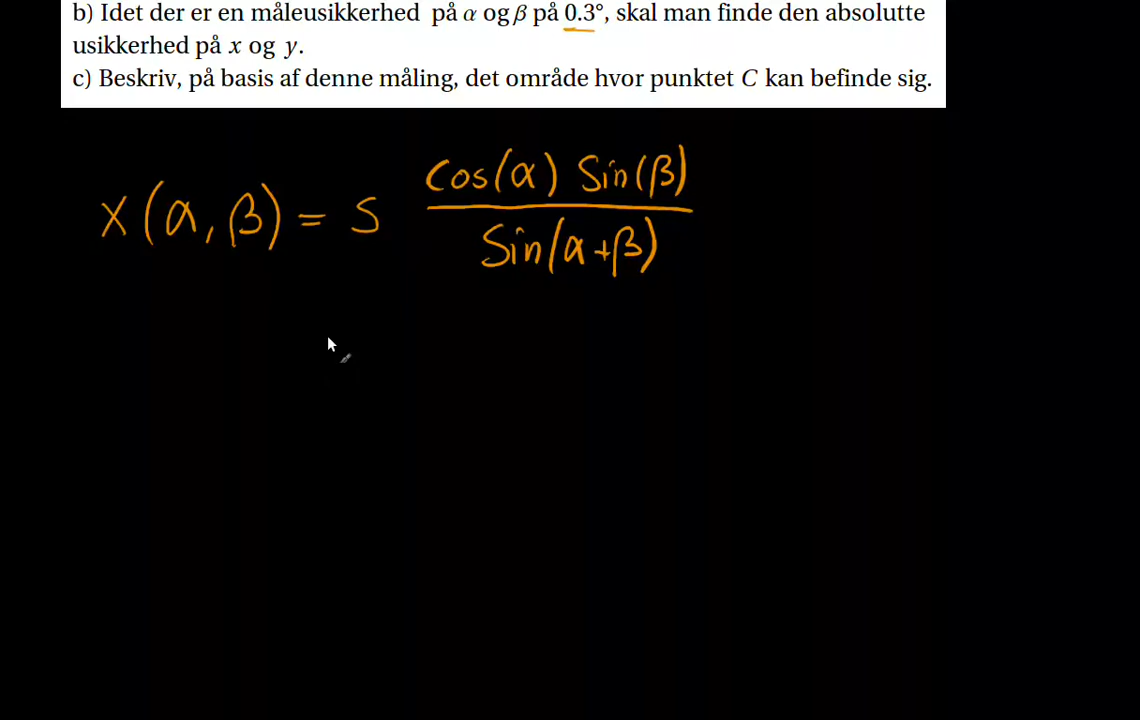 b) Idet der er en måleusikkerhed på α og β på 0.3°, skal man finde den absolutte
usikkerhed på x og y.
c) Beskriv, på basis af denne måling, det område hvor punktet C kan befinde sig.
x(α, β) = S \frac{Cos(α) Sin(β)}{Sin(α+β)}